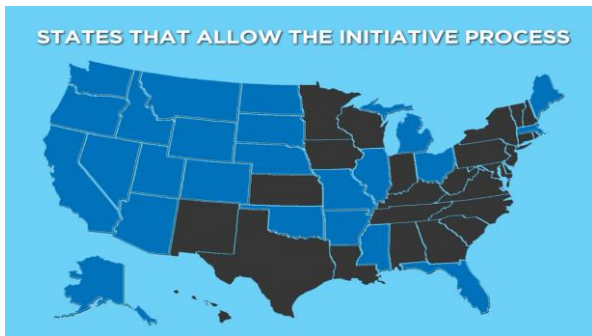 STATES THAT ALLOW THE INITIATIVE PROCESS